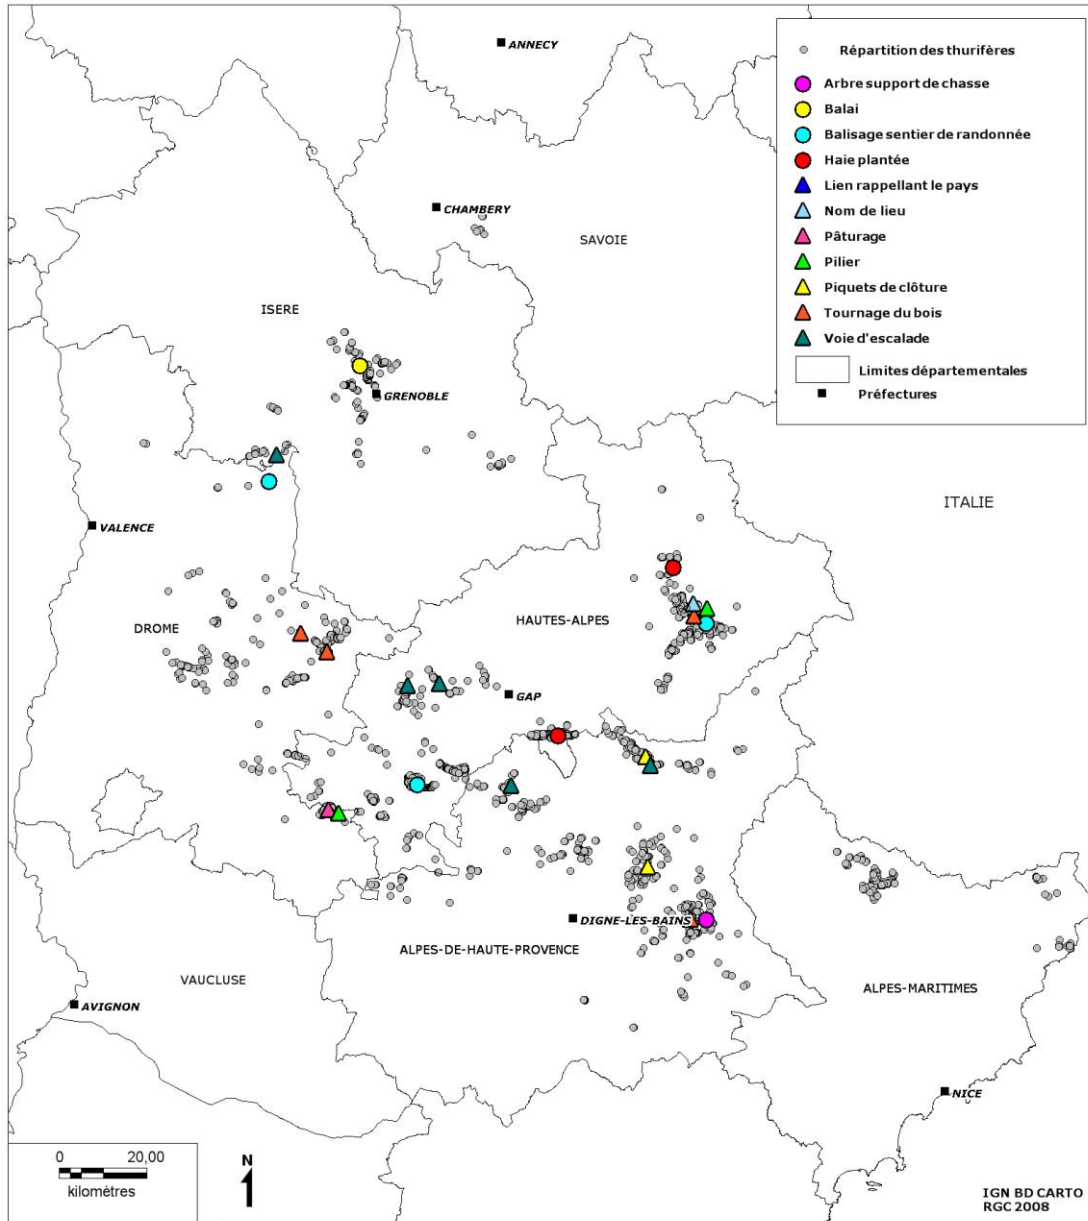 ANNECY
Répartition des thurifères
Arbre support de chasse
Balai
Balisage sentier de randonnée
Haie plantée
Lien rappellant le pays
Nom de lieu
Pâturage
Pilier
Piquets de clôture
Tournage du bois
Voie d'escalade
Limites départementales
Préfectures
CHAMBERY
SAVOIE
ISERE
GRENOBLE
ITALIE
VALENCE
DROME
HAUTES-ALPES
GAP
DIGNE-LES-BAINS
ALPES-DE-HAUTE-PROVENCE
VAUCLUSE
ALPES-MARITIMES
AVIGNON
NICE
0 20,00
kilomètres
N
IGN BD CARTO
RGC 2008